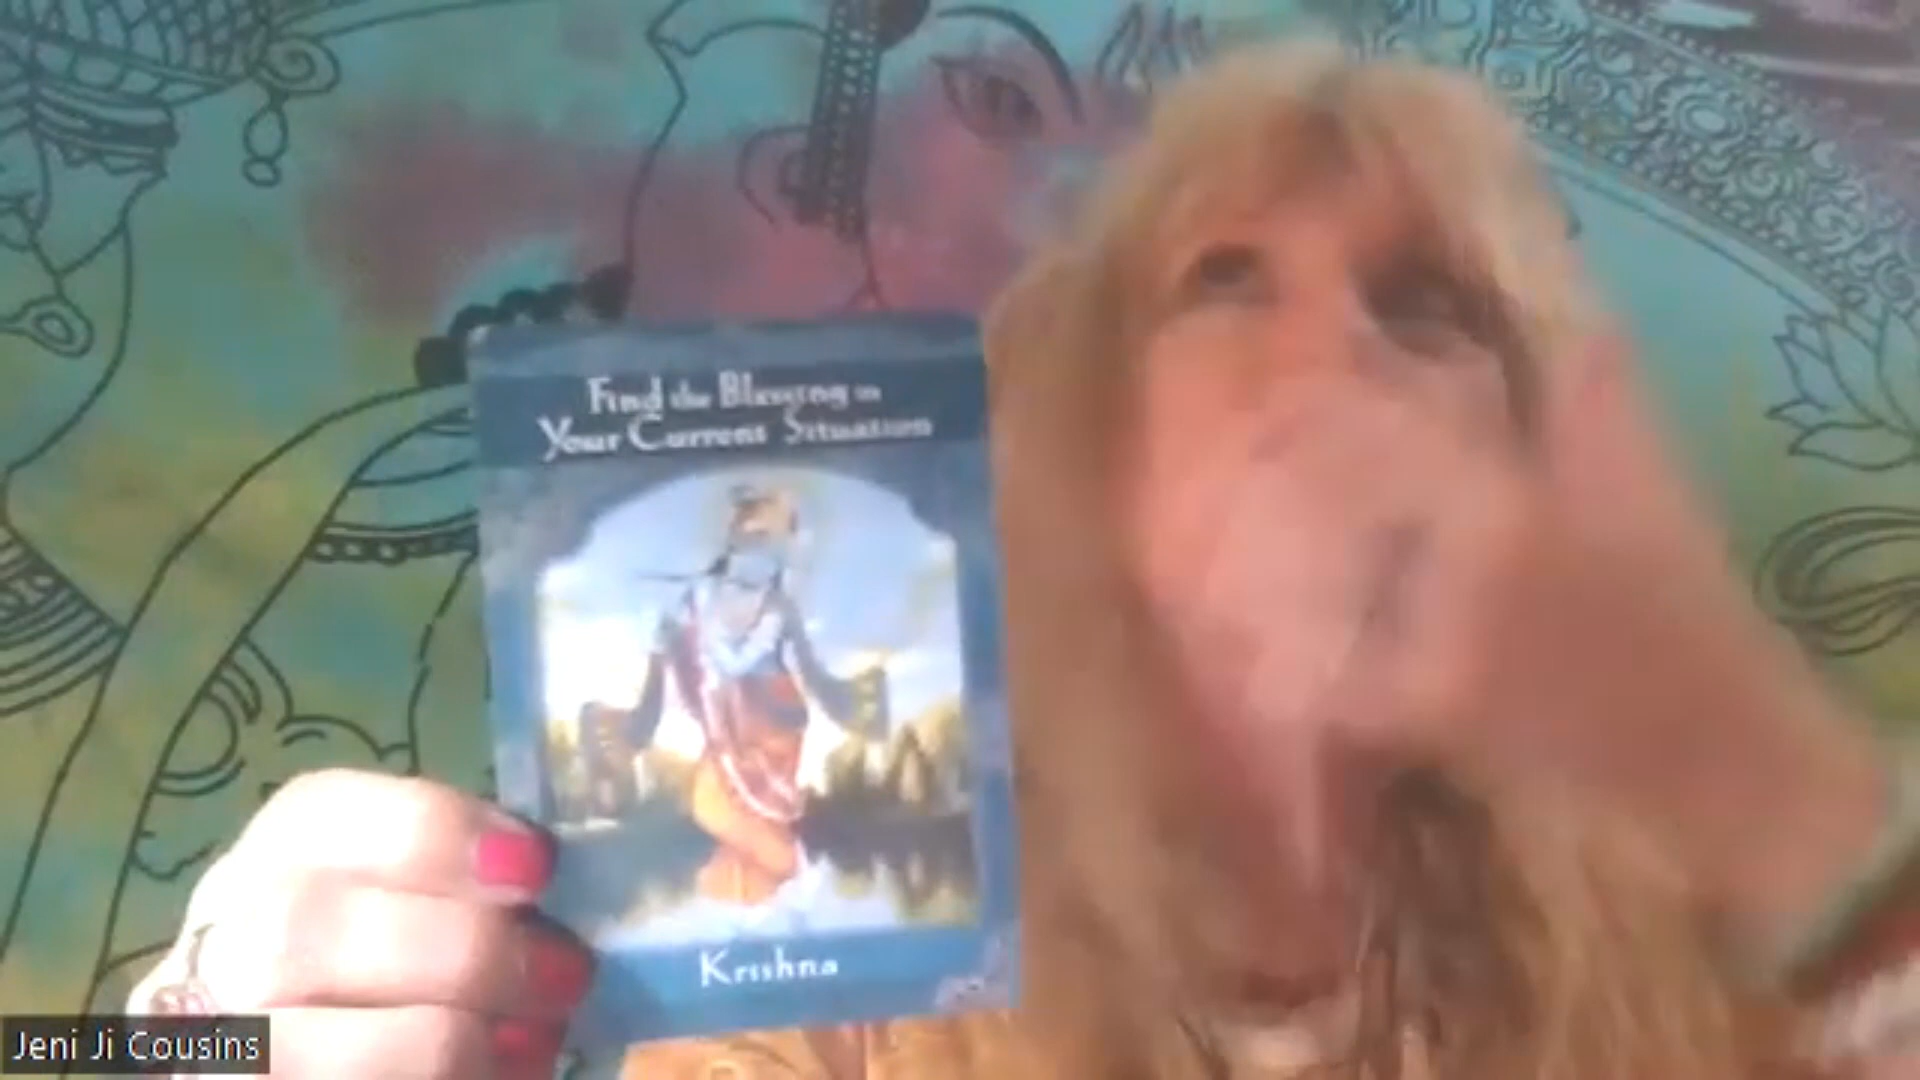 Find the Blessing in
Your Current Situation
Krishna
Jeni Ji Cousins